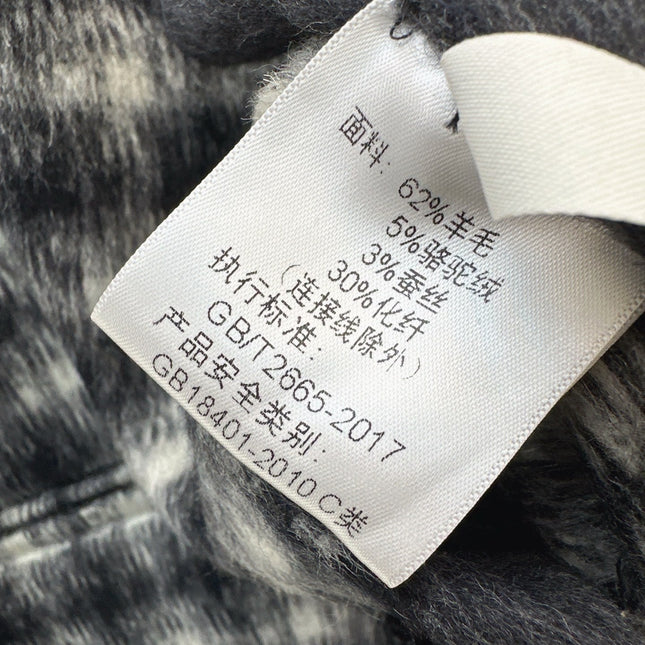 面料：
62%羊毛
5%骆驼绒
3%蚕丝
30%化纤
（连接线除外）
执行标准：
GB/T2665-2017
产品安全类别：
GB18401-2010 C类